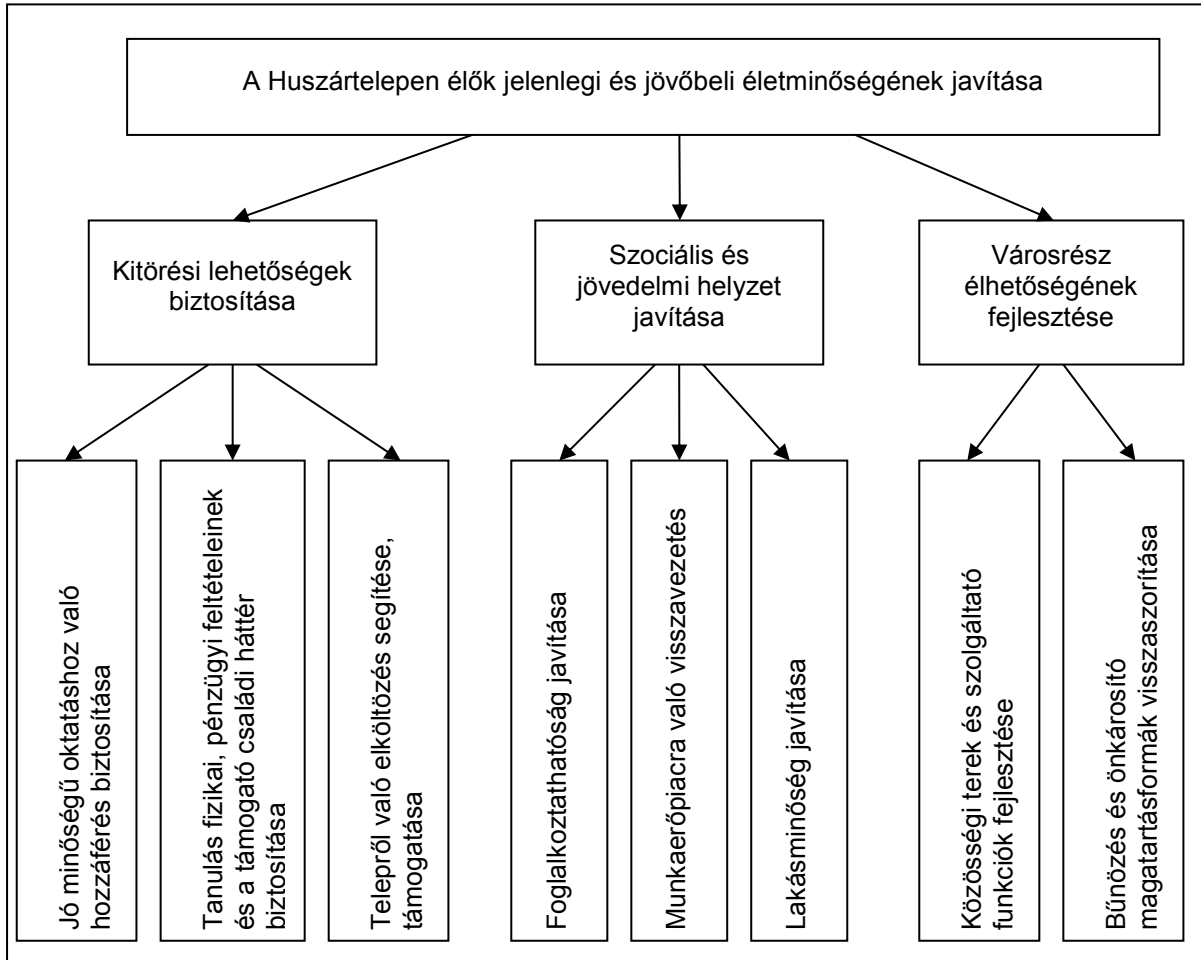 A Huszártelepen élők jelenlegi és jövőbeli életminőségének javítása
Kitörési lehetőségek
biztosítása
Szociális és
jövedelmi helyzet
javítása
Városrész
élhetőségének
fejlesztése
Jó minőségű oktatáshoz való
hozzáférés biztosítása
Tanulás fizikai, pénzügyi feltételeinek
és a támogató családi háttér
biztosítása
Telepről való elköltözés segítése,
támogatása
Foglalkoztathatóság javítása
Munkaerőpiacra való visszavezetés
Lakásminőség javítása
Közösségi terek és szolgáltató
funkciók fejlesztése
Bűnözés és önkárosító
magatartásformák visszaszorítása